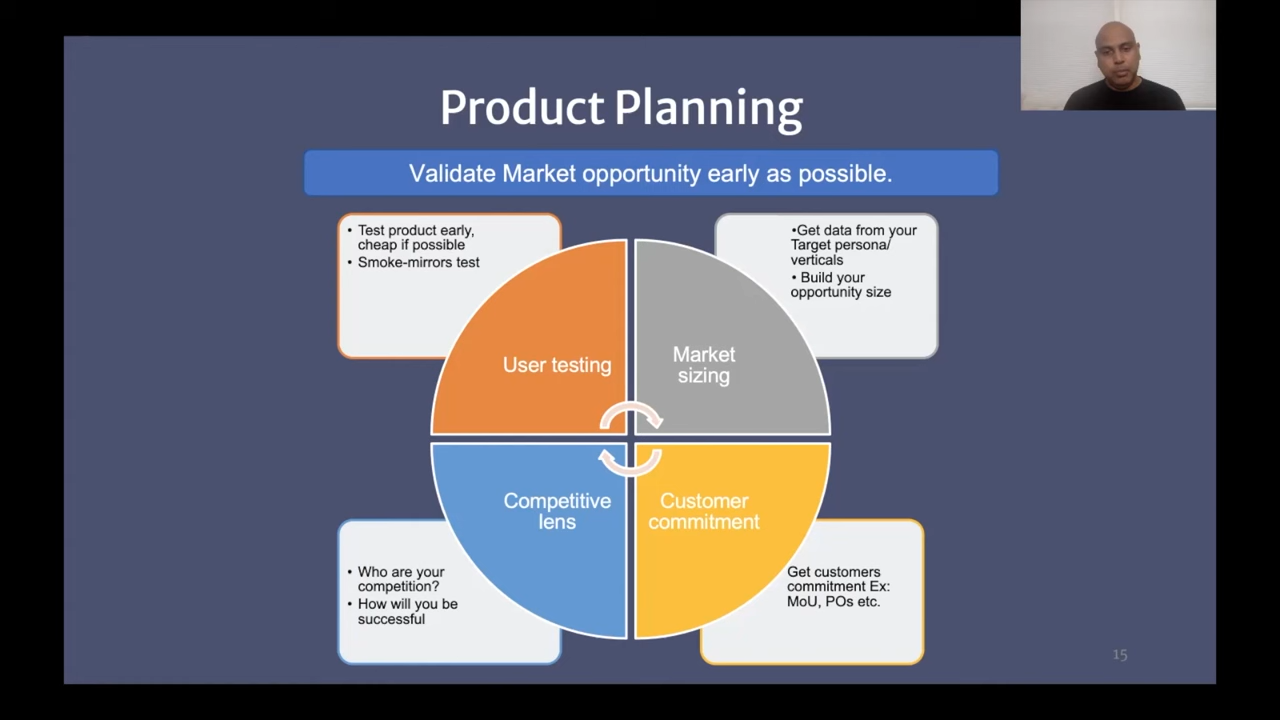 Product Planning
Validate Market opportunity early as possible.
• Test product early,
cheap if possible
• Smoke-mirrors test
•Get data from your
Target persona/
verticals
• Build your
opportunity size
User testing
Market
sizing
Competitive
lens
Customer
commitment
• Who are your
competition?
• How will you be
successful
Get customers
commitment Ex:
MoU, POs etc.
15